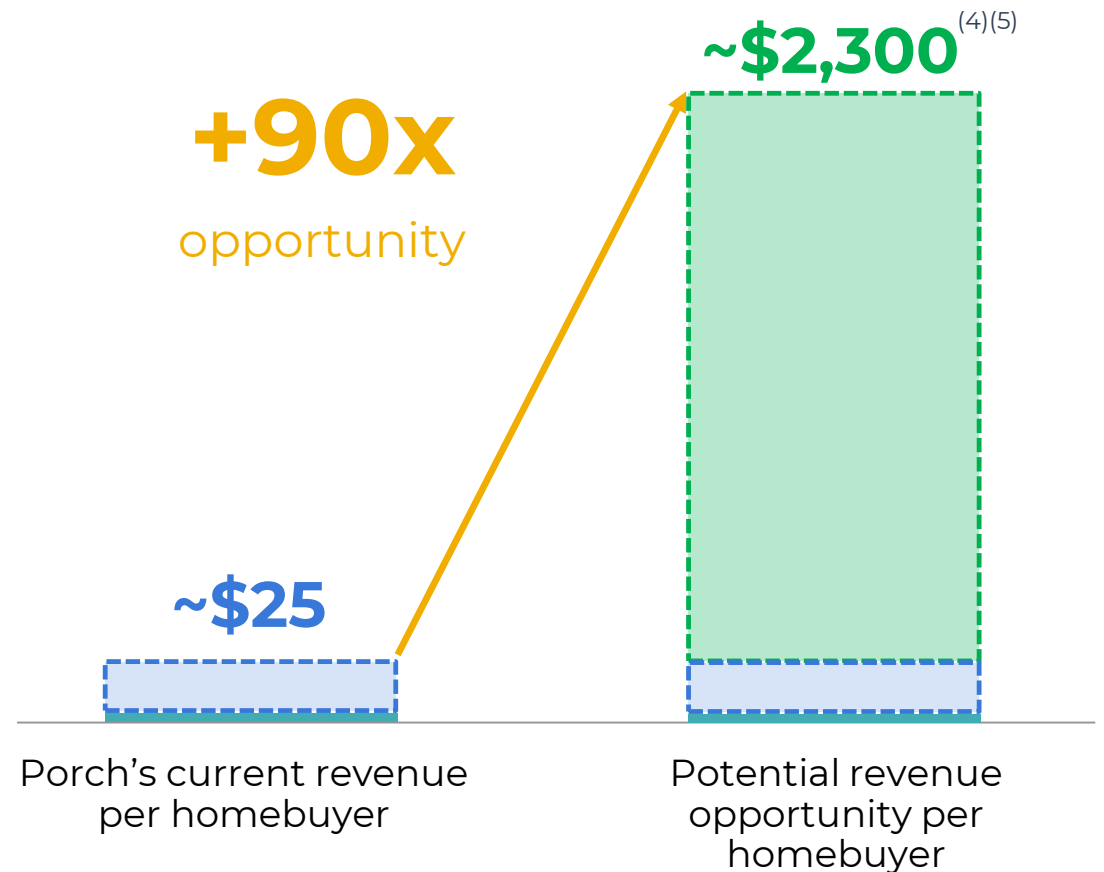 +90x
opportunity
~$2,300(4)(5)
~$25
Porch’s current revenue
per homebuyer
Potential revenue
opportunity per
homebuyer